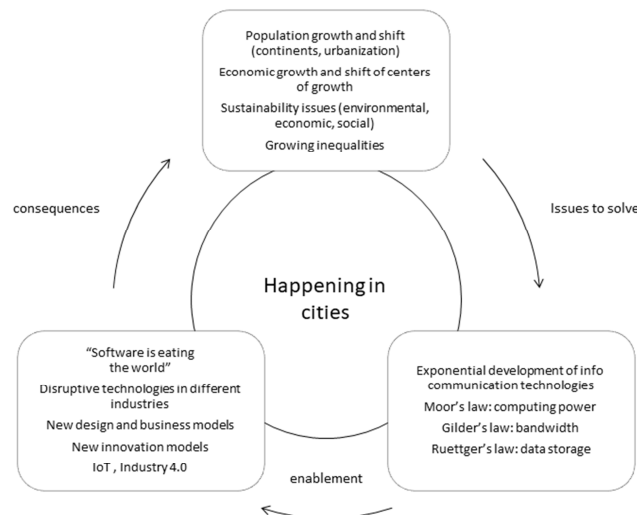 Population growth and shift
(continents, urbanization)
Economic growth and shift of centers
of growth
Sustainability issues (environmental,
economic, social)
Growing inequalities
consequences
Issues to solve
Happening in
cities
“Software is eating
the world”
Disruptive technologies in different
industries
New design and business models
New innovation models
IoT , Industry 4.0
Exponential development of info
communication technologies
Moor’s law: computing power
Gilder’s law: bandwidth
Ruettger’s law: data storage
enablement